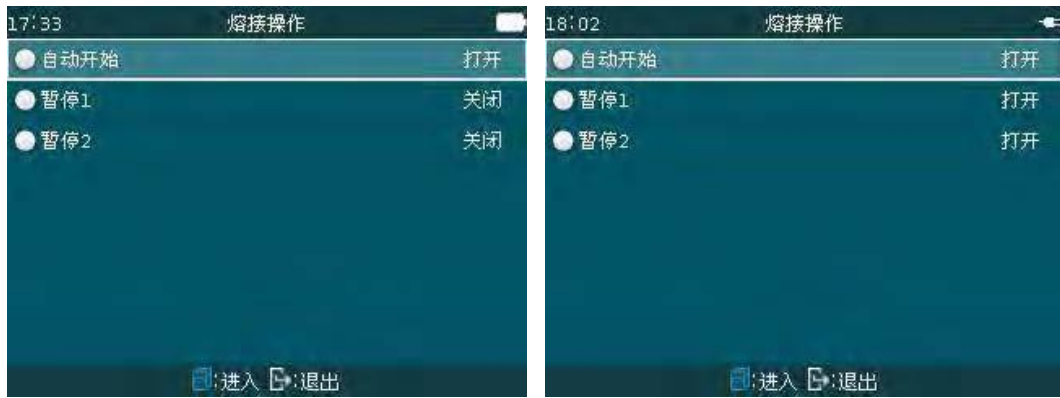 17:33 熔接操作
自动开始 打开
暂停1 关闭
暂停2 关闭
:进入 :退出
18:02 熔接操作
自动开始 打开
暂停1 打开
暂停2 打开
:进入 :退出